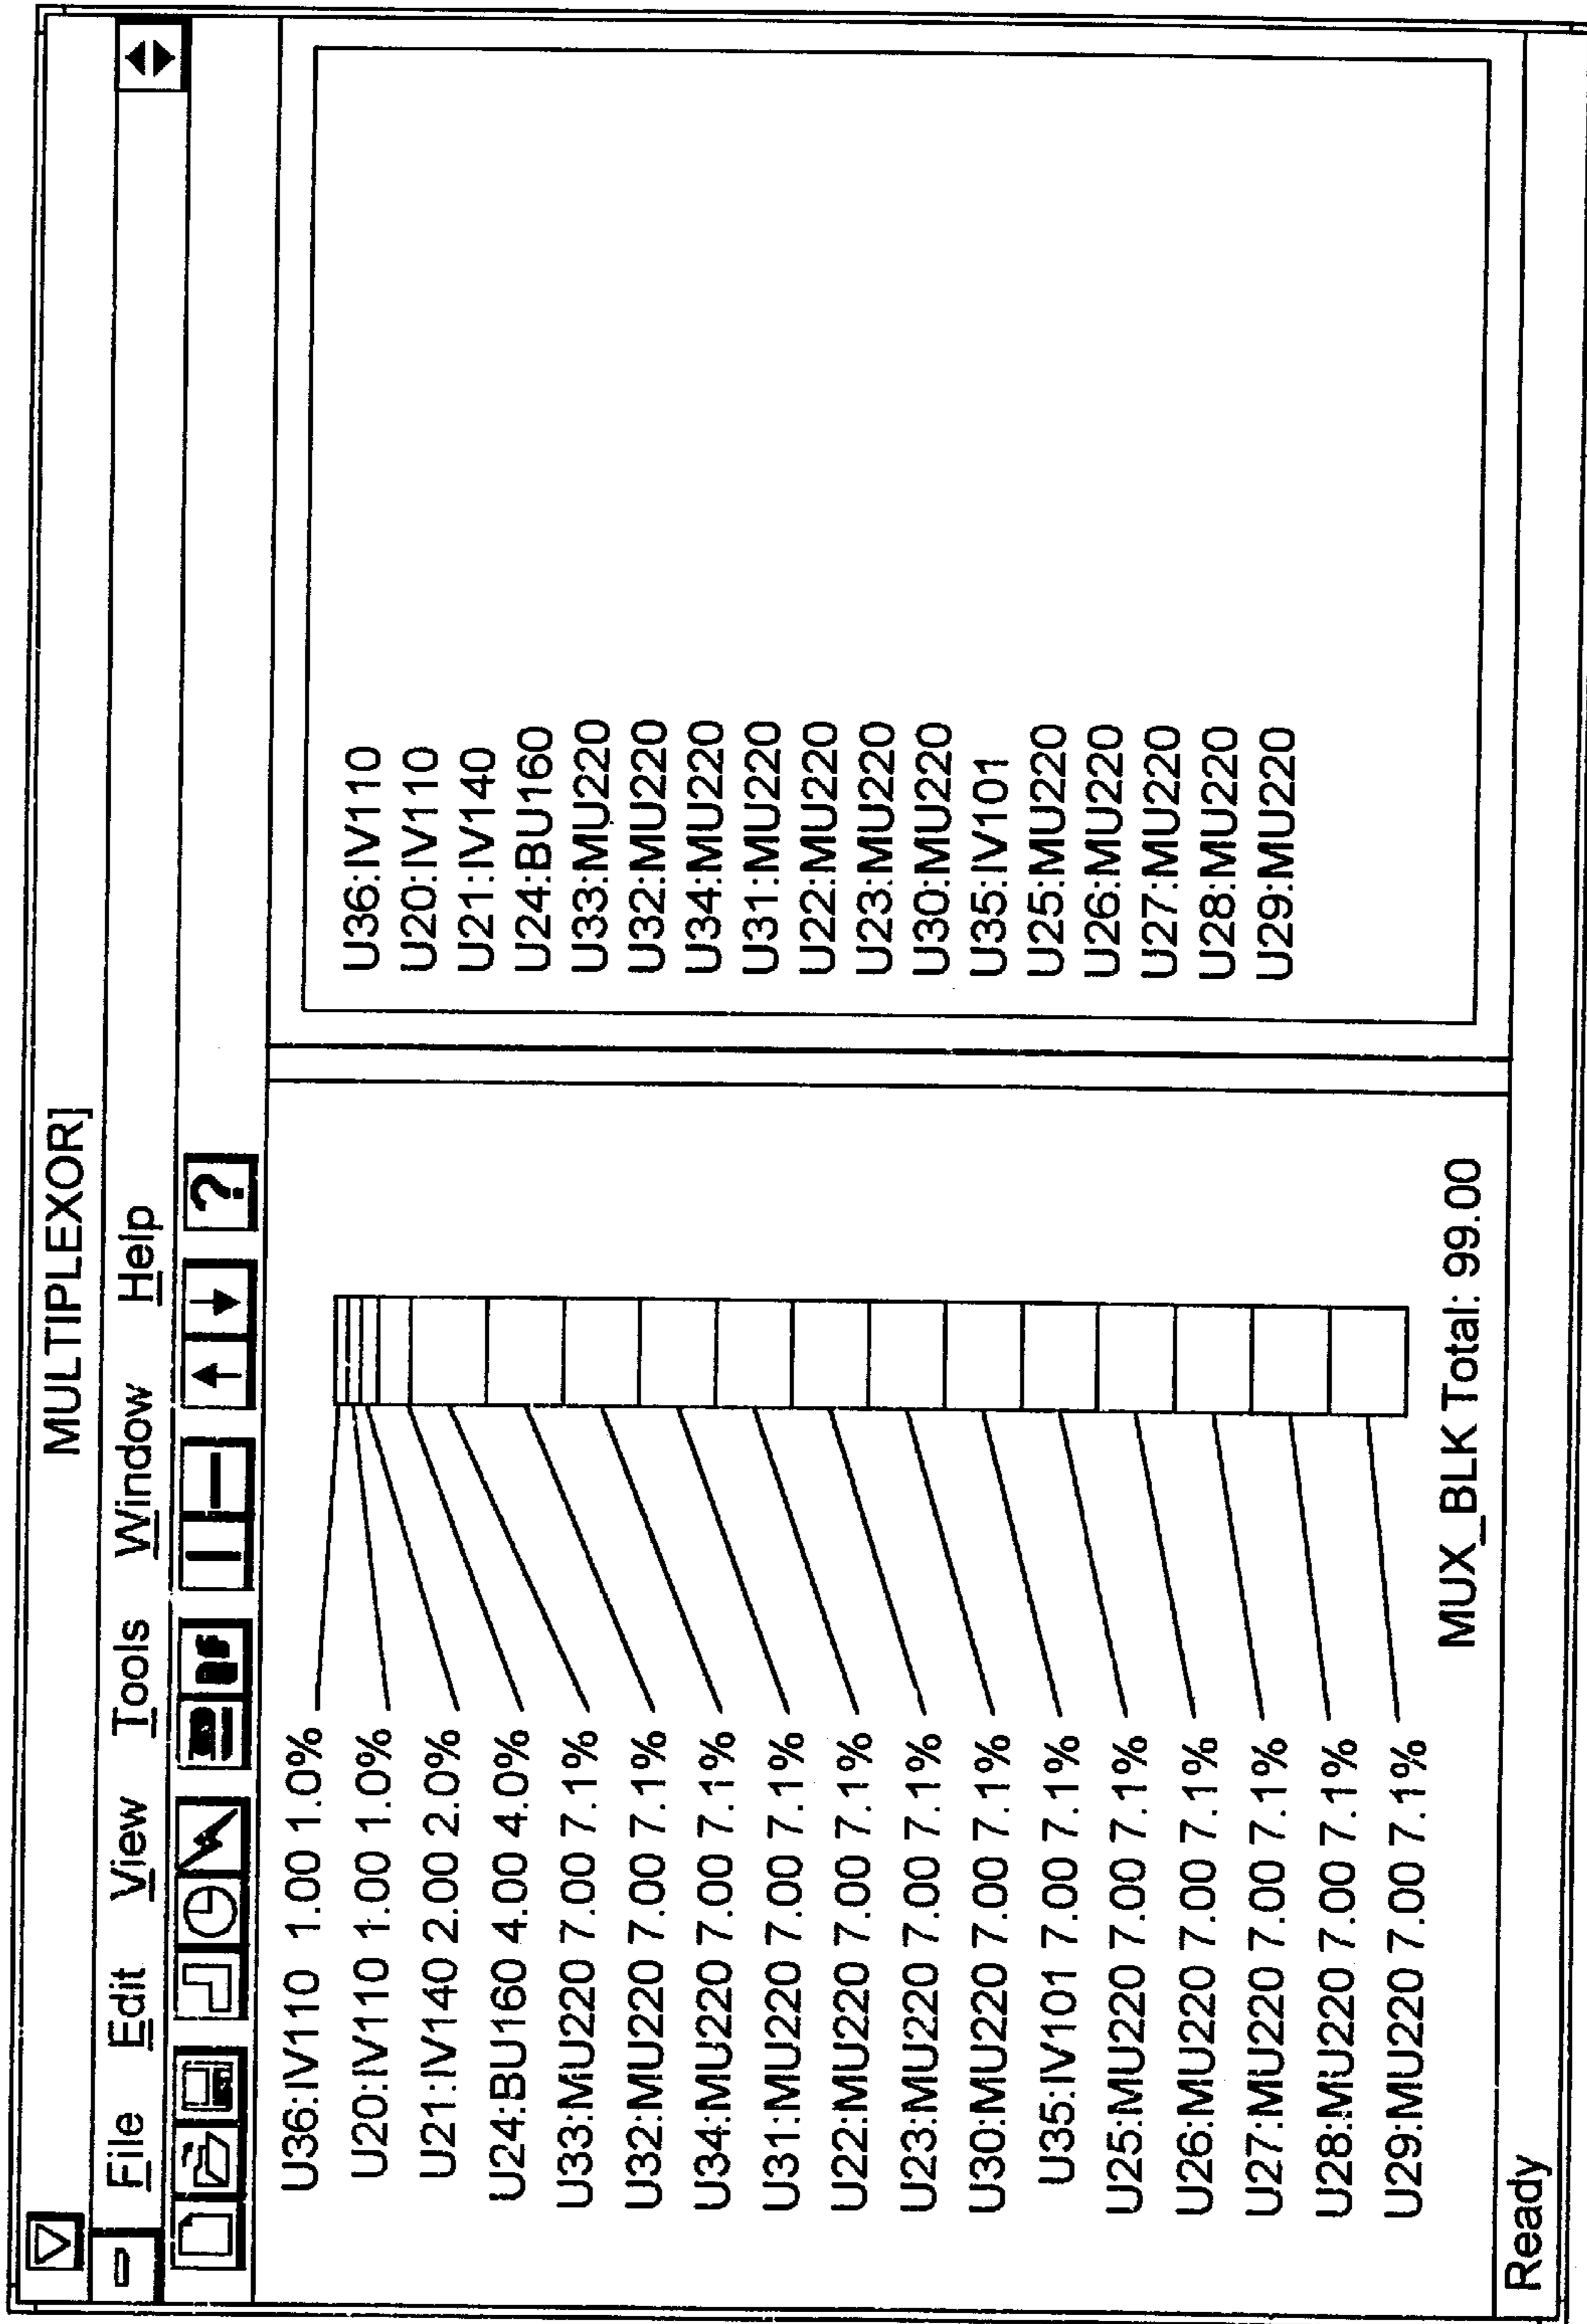 MULTIPLEXOR]
File Edit View Tools Window Help
?
U36:IV110 1.00 1.0%
U20:IV110 1.00 1.0%
U21:IV140 2.00 2.0%
U24:BU160 4.00 4.0%
U33:MU220 7.00 7.1%
U32:MU220 7.00 7.1%
U34:MU220 7.00 7.1%
U31:MU220 7.00 7.1%
U22:MU220 7.00 7.1%
U23:MU220 7.00 7.1%
U30:MU220 7.00 7.1%
U35:IV101 7.00 7.1%
U25:MU220 7.00 7.1%
U26:MU220 7.00 7.1%
U27:MU220 7.00 7.1%
U28:MU220 7.00 7.1%
U29:MU220 7.00 7.1%
MUX_BLK Total: 99.00
U36:IV110
U20:IV110
U21:IV140
U24:BU160
U33:MU220
U32:MU220
U34:MU220
U31:MU220
U22:MU220
U23:MU220
U30:MU220
U35:IV101
U25:MU220
U26:MU220
U27:MU220
U28:MU220
U29:MU220
Ready